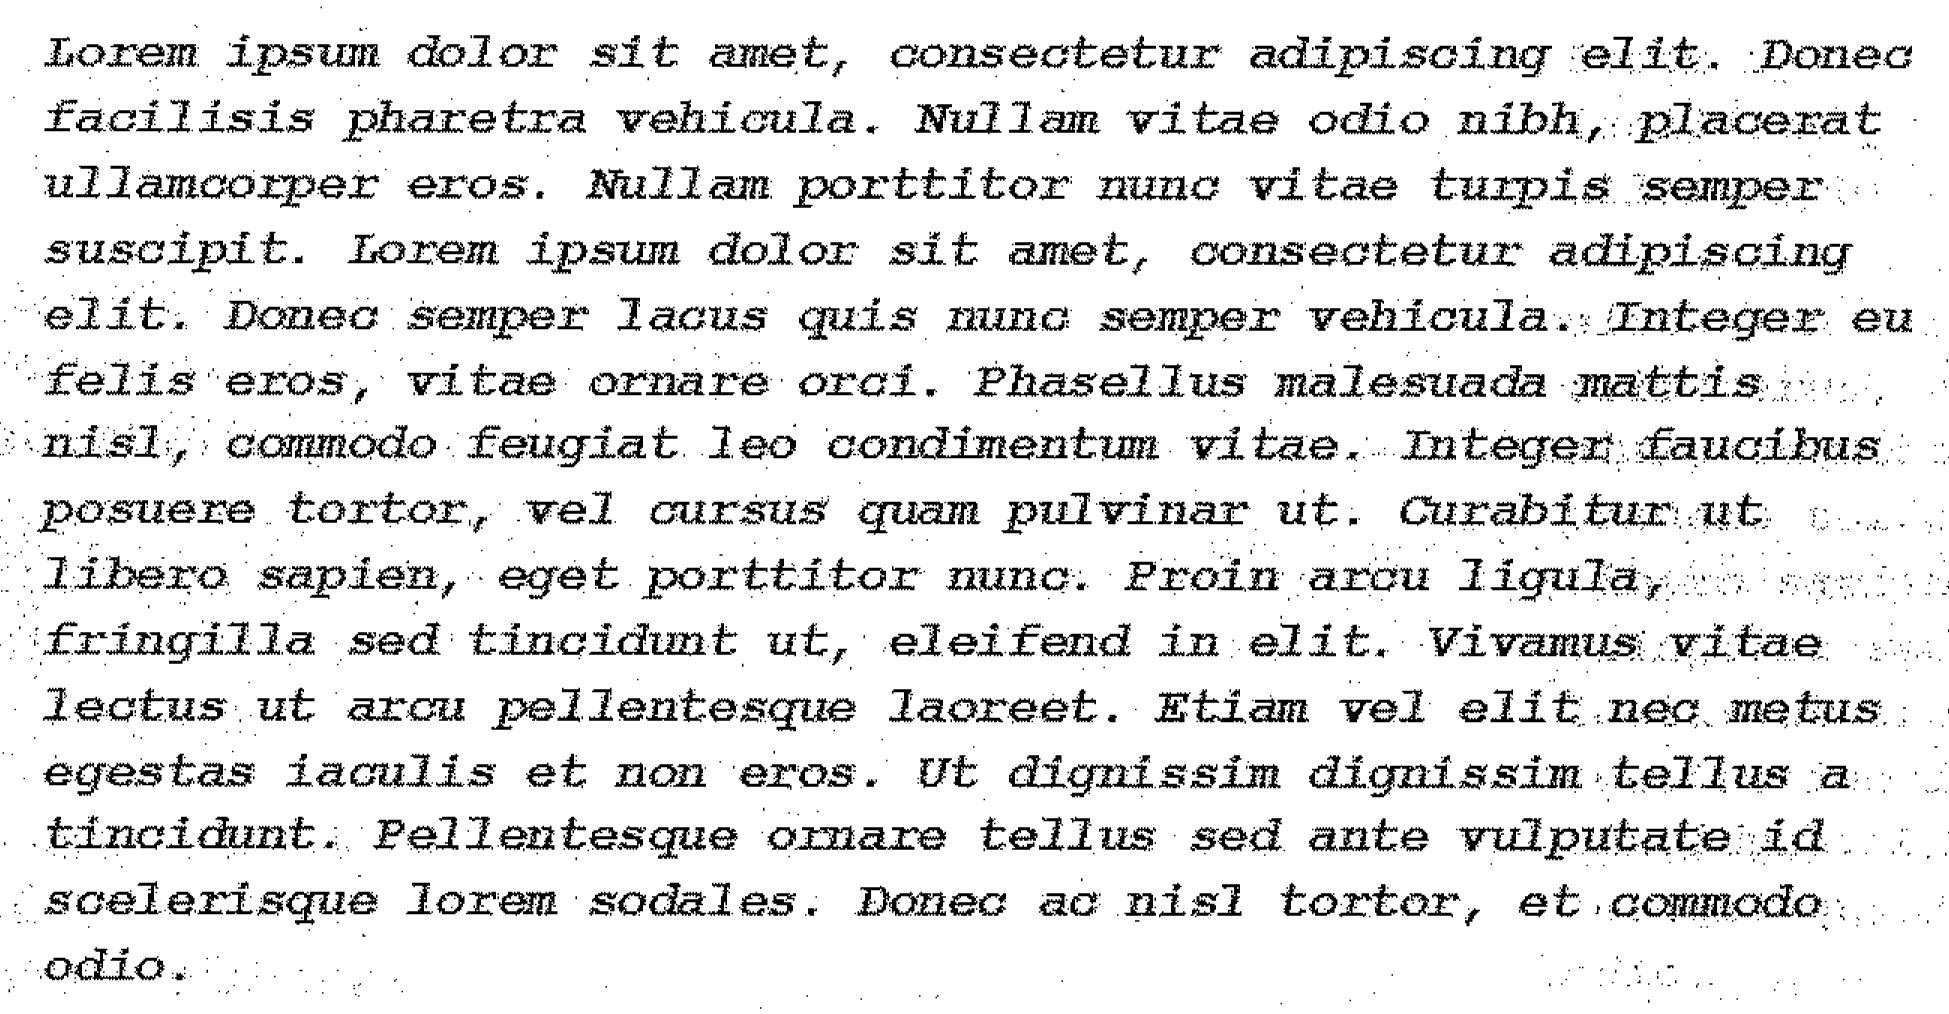 Lorem ipsum dolor sit amet, consectetur adipiscing elit. Donec
facilisis pharetra vehicula. Nullam vitae odio nibh, placerat
ullamcorper eros. Nullam porttitor nunc vitae turpis semper
suscipit. Lorem ipsum dolor sit amet, consectetur adipiscing
elit. Donec semper lacus quis nunc semper vehicula. Integer eu
felis eros, vitae ornare orci. Phasellus malesuada mattis
nisl, commodo feugiat leo condimentum vitae. Integer faucibus
posuere tortor, vel cursus quam pulvinar ut. Curabitur ut
libero sapien, eget porttitor nunc. Proin arcu ligula,
fringilla sed tincidunt ut, eleifend in elit. Vivamus vitae
lectus ut arcu pellentesque laoreet. Etiam vel elit nec metus
egestas iaculis et non eros. Ut dignissim dignissim tellus a
tincidunt. Pellentesque ornare tellus sed ante vulputate id
scelerisque lorem sodales. Donec ac nisl tortor, et commodo
odio.